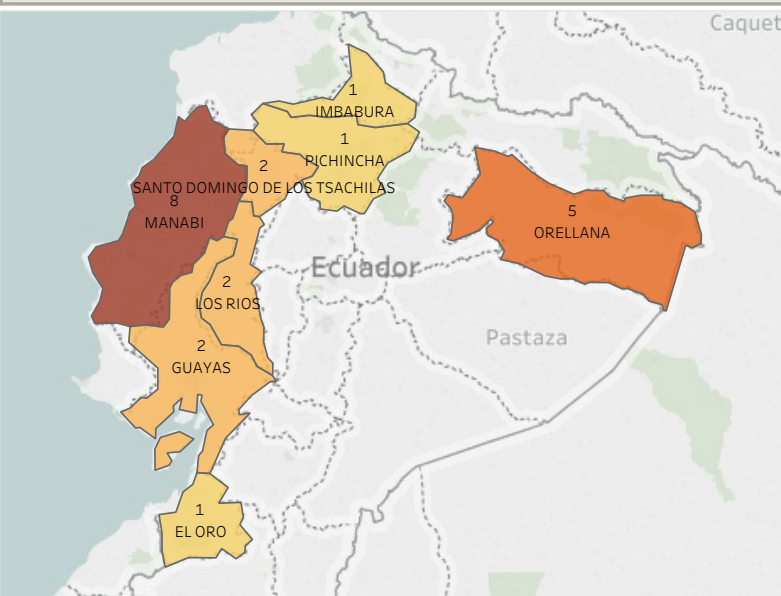 Caquet
1
IMBABURA
1
PICHINCHA
2
SANTO DOMINGO DE LOS TSACHILAS
8
MANABI
5
ORELLANA
Ecuador
2
LOS RIOS
Pastaza
2
GUAYAS
1
EL ORO